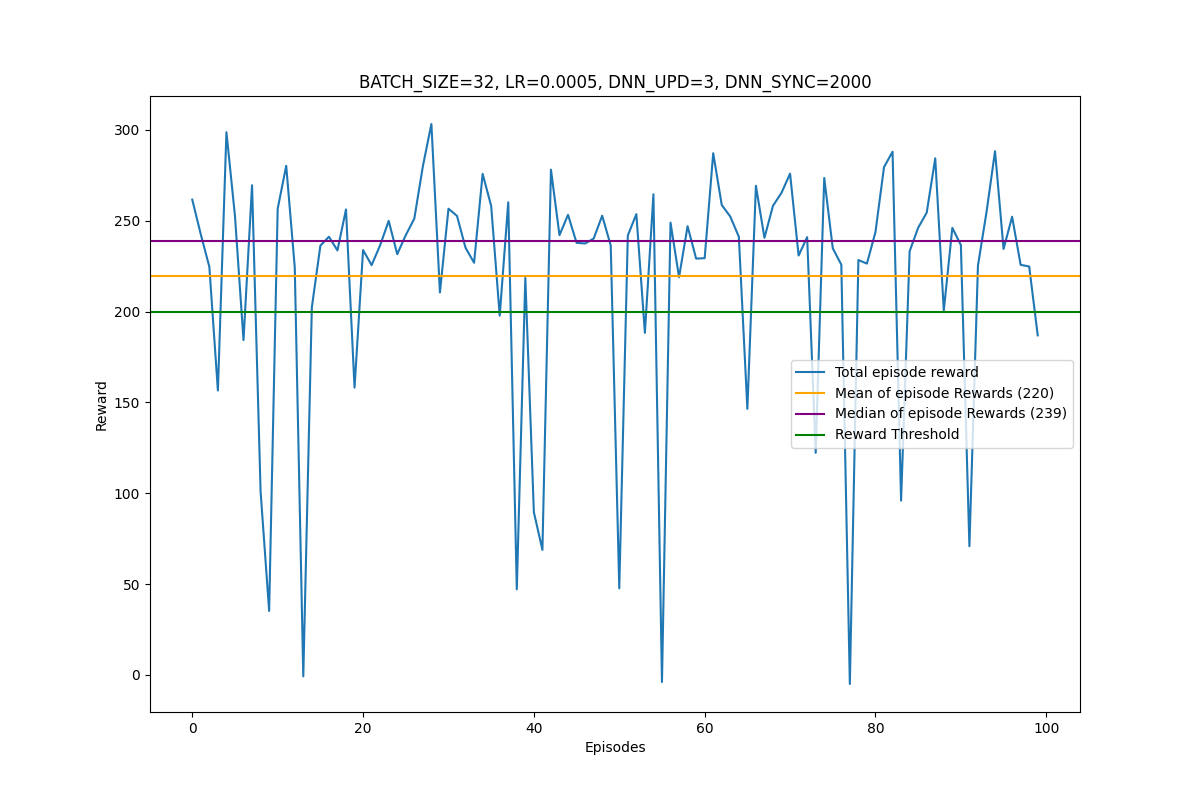 BATCH_SIZE=32, LR=0.0005, DNN_UPD=3, DNN_SYNC=2000
300
250
200
150
100
50
0
Reward
Total episode reward
Mean of episode Rewards (220)
Median of episode Rewards (239)
Reward Threshold
0 20 40 60 80 100
Episodes